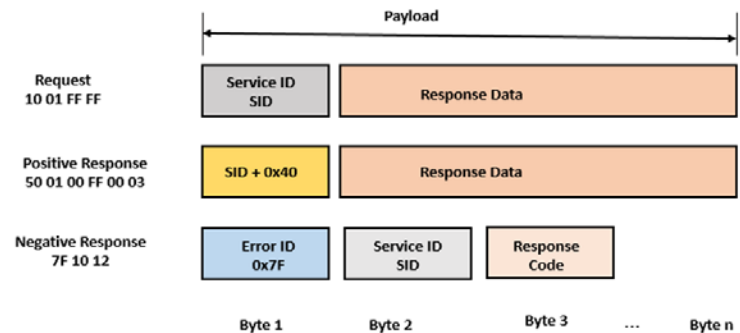 Payload
Request
10 01 FF FF
Service ID
SID
Response Data
Positive Response
50 01 00 FF 00 03
SID + 0x40
Response Data
Negative Response
7F 10 12
Error ID
0x7F
Service ID
SID
Response
Code
Byte 1
Byte 2
Byte 3
...
Byte n